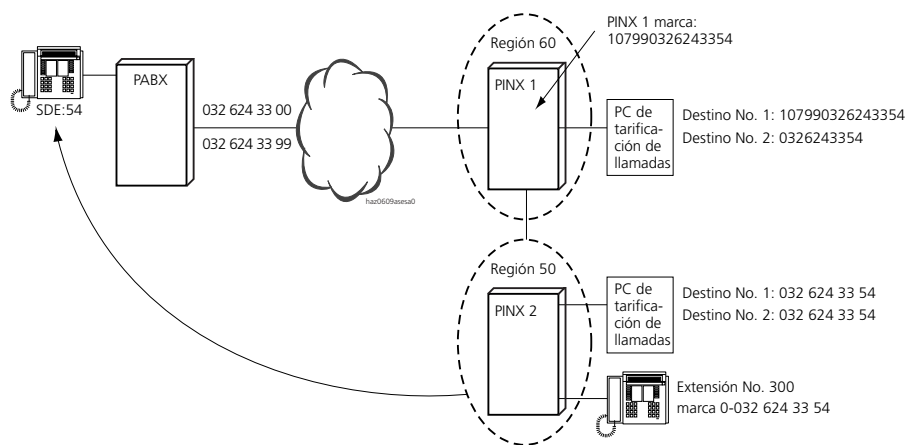 SDE:54
PABX
032 624 33 00
032 624 33 99
haz0609asesa0
Región 60
PINX 1
PINX 1 marca:
107990326243354
PC de
tarifica-
ción de
llamadas
Destino No. 1: 107990326243354
Destino No. 2: 0326243354
Región 50
PINX 2
PC de
tarifica-
ción de
llamadas
Destino No. 1: 032 624 33 54
Destino No. 2: 032 624 33 54
Extensión No. 300
marca 0-032 624 33 54